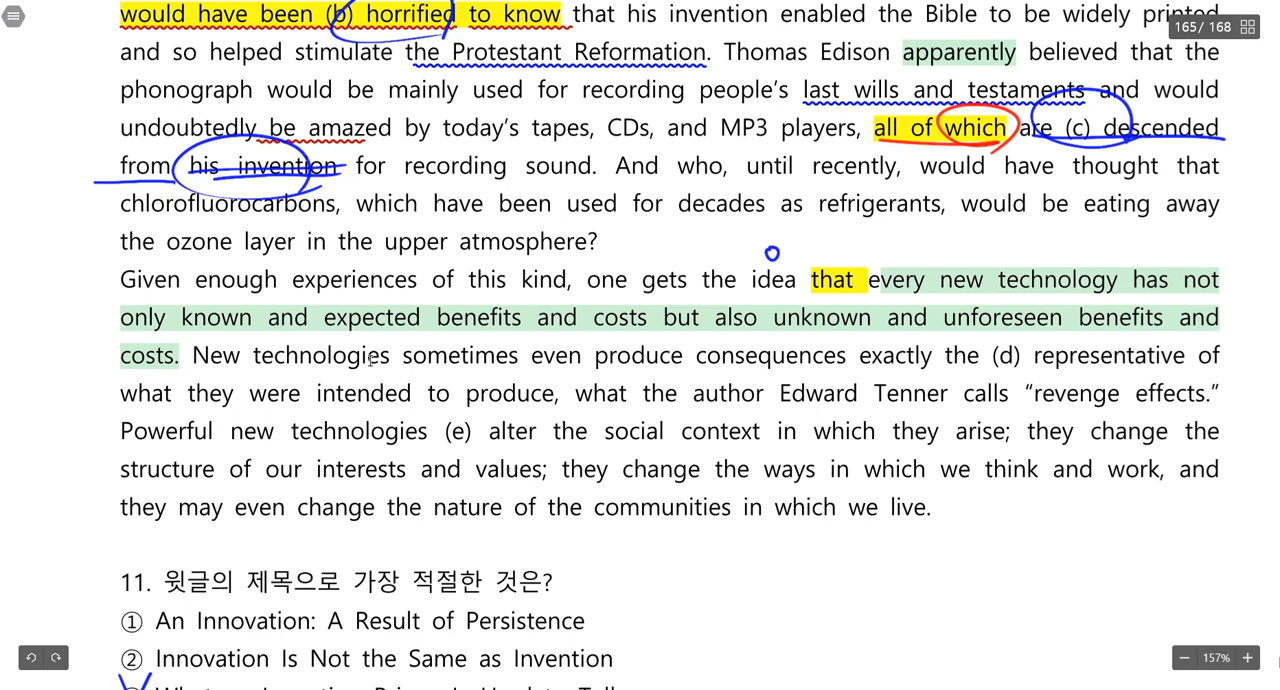 would have been (b) horrified to know that his invention enabled the Bible to be widely printed
165/ 168
and so helped stimulate the Protestant Reformation. Thomas Edison apparently believed that the
phonograph would be mainly used for recording people’s last wills and testaments and would
undoubtedly be amazed by today’s tapes, CDs, and MP3 players, all of which are (c) descended
from his invention for recording sound. And who, until recently, would have thought that
chlorofluorocarbons, which have been used for decades as refrigerants, would be eating away
the ozone layer in the upper atmosphere?
Given enough experiences of this kind, one gets the idea that every new technology has not
only known and expected benefits and costs but also unknown and unforeseen benefits and
costs. New technologies sometimes even produce consequences exactly the (d) representative of
what they were intended to produce, what the author Edward Tenner calls “revenge effects.”
Powerful new technologies (e) alter the social context in which they arise; they change the
structure of our interests and values; they change the ways in which we think and work, and
they may even change the nature of the communities in which we live.
11. 윗글의 제목으로 가장 적절한 것은?
① An Innovation: A Result of Persistence
② Innovation Is Not the Same as Invention
157%